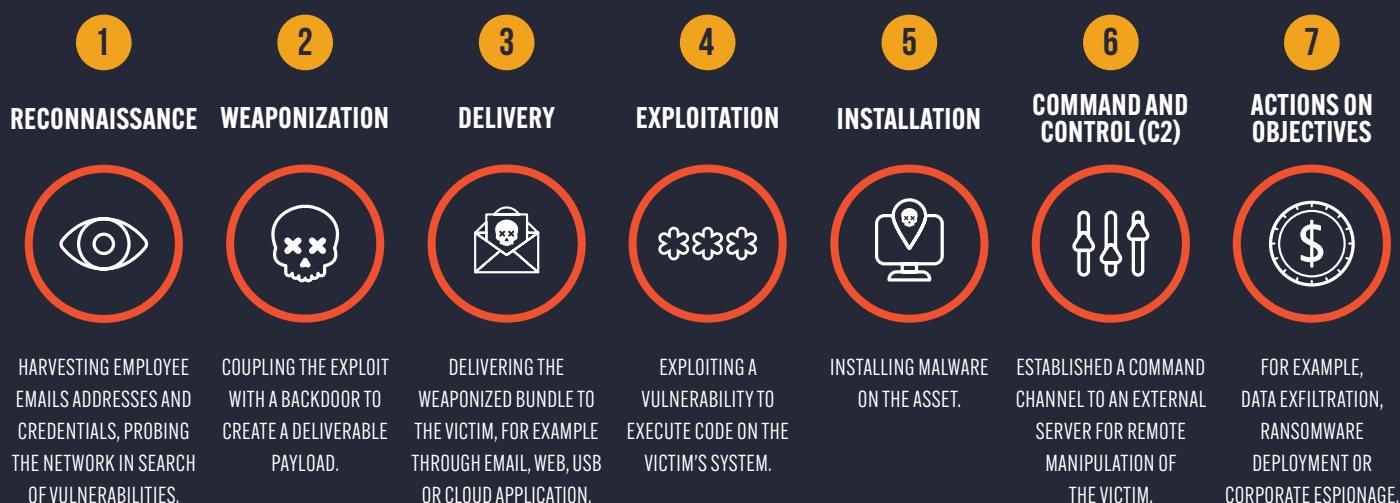 1
RECONNAISSANCE
HARVESTING EMPLOYEE
EMAILS ADDRESSES AND
CREDENTIALS, PROBING
THE NETWORK IN SEARCH
OF VULNERABILITIES.
2
WEAPONIZATION
COUPLING THE EXPLOIT
WITH A BACKDOOR TO
CREATE A DELIVERABLE
PAYLOAD.
3
DELIVERY
DELIVERING THE
WEAPONIZED BUNDLE TO
THE VICTIM, FOR EXAMPLE
THROUGH EMAIL, WEB, USB
OR CLOUD APPLICATION.
4
EXPLOITATION
EXPLOITING A
VULNERABILITY TO
EXECUTE CODE ON THE
VICTIM'S SYSTEM.
5
INSTALLATION
INSTALLING MALWARE
ON THE ASSET.
6
COMMAND AND
CONTROL (C2)
ESTABLISHED A COMMAND
CHANNEL TO AN EXTERNAL
SERVER FOR REMOTE
MANIPULATION OF
THE VICTIM.
7
ACTIONS ON
OBJECTIVES
$
FOR EXAMPLE,
DATA EXFILTRATION,
RANSOMWARE
DEPLOYMENT OR
CORPORATE ESPIONAGE.